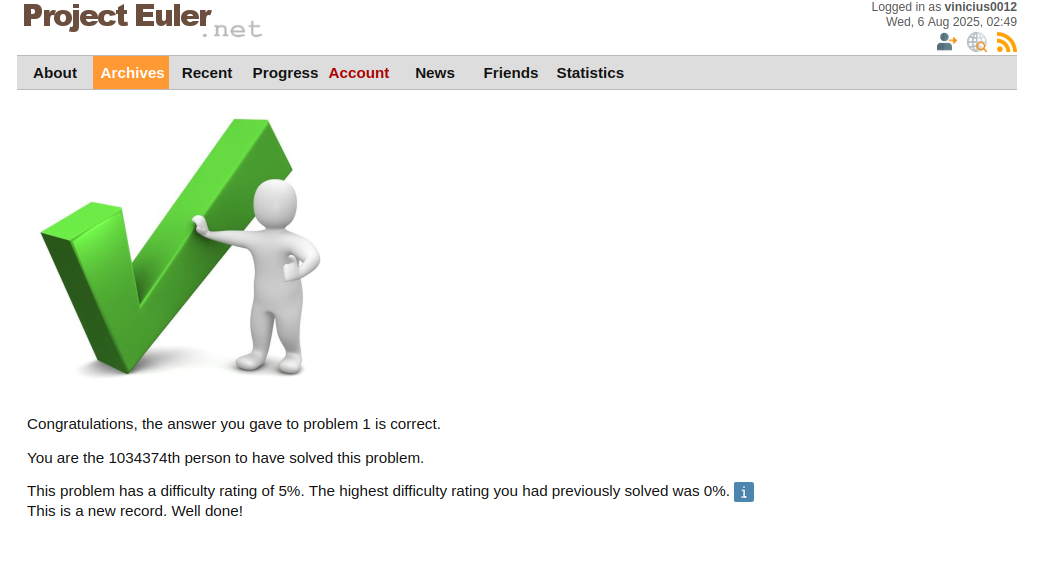 Project Euler
.net
Logged in as vinicius0012
Wed, 6 Aug 2025, 02:49
About Archives Recent Progress Account News Friends Statistics
Congratulations, the answer you gave to problem 1 is correct.
You are the 1034374th person to have solved this problem.
This problem has a difficulty rating of 5%. The highest difficulty rating you had previously solved was 0%. i
This is a new record. Well done!